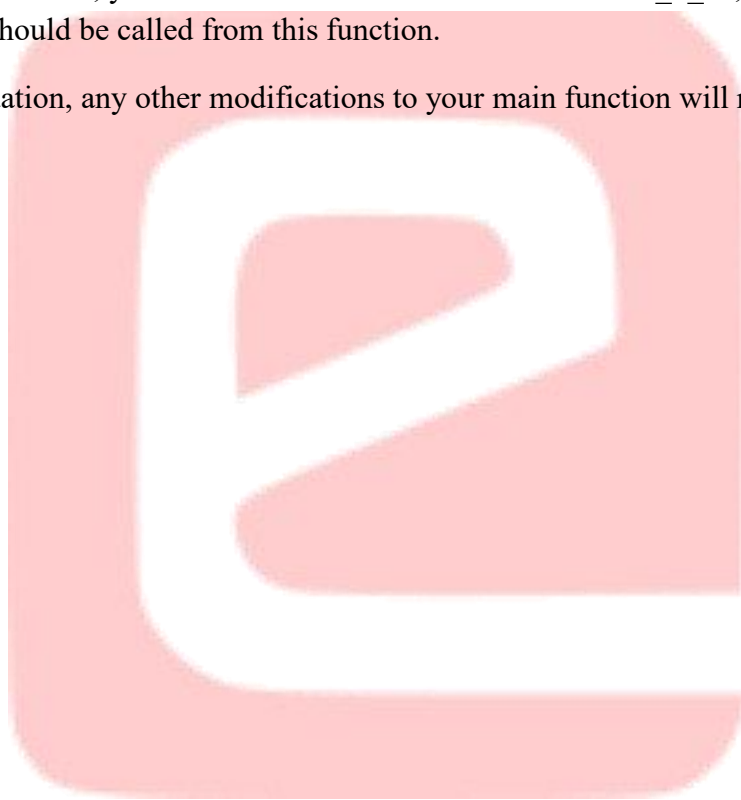 hould be called from this function.
ation, any other modifications to your main function will